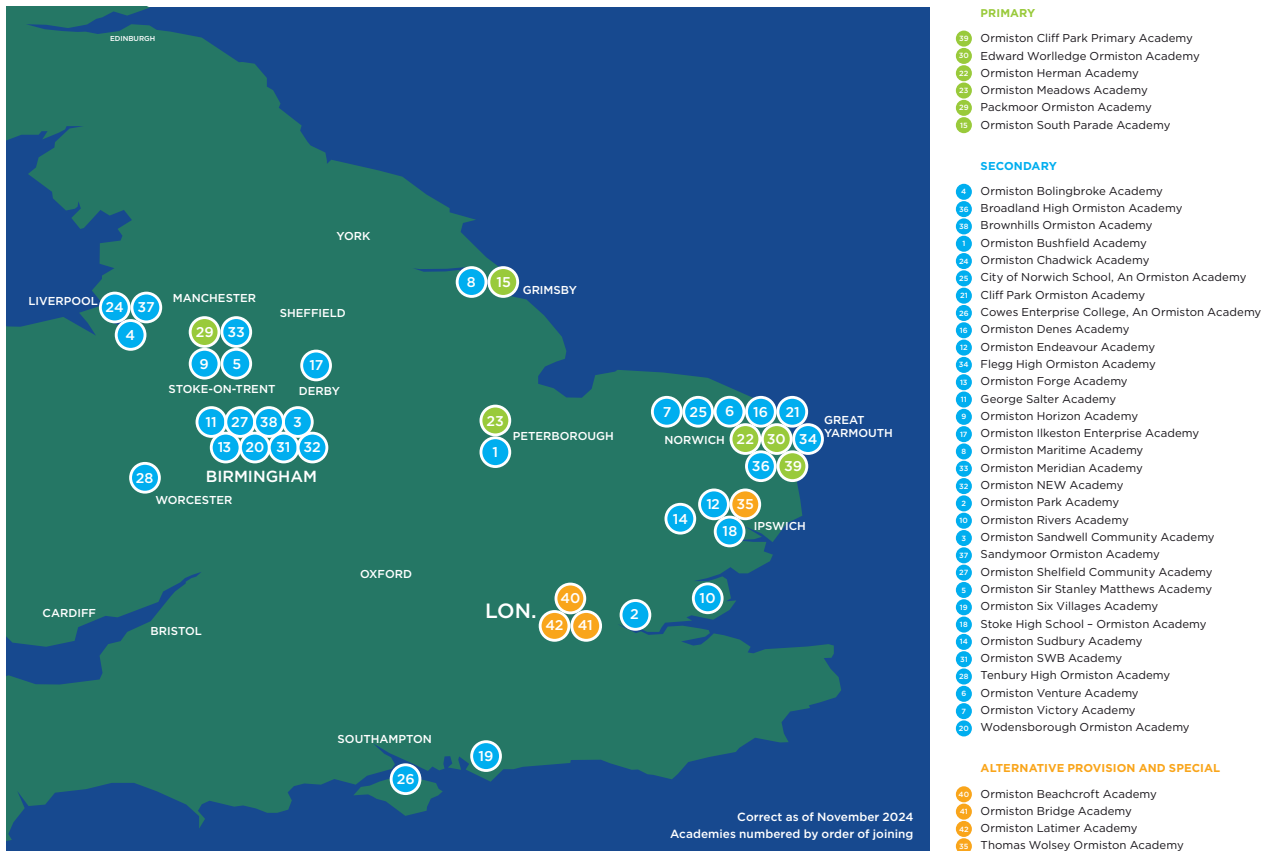 EDINBURGH
YORK
8 15
GRIMSBY
LIVERPOOL
24 37
4
MANCHESTER
SHEFFIELD
29 33
9 5
STOKE-ON-TRENT
17
DERBY
11 27 38 3
13 20 31 32
BIRMINGHAM
28
WORCESTER
23
PETERBOROUGH
1
7 25 6 16 21
GREAT
YARMOUTH
NORWICH
22 30 34
36 39
12 35
14
18
IPSWICH
OXFORD
CARDIFF
BRISTOL
LON.
40
42 41
2
10
SOUTHAMPTON
19
26
Correct as of November 2024
Academies numbered by order of joining
PRIMARY
39 Ormiston Cliff Park Primary Academy
30 Edward Worlledge Ormiston Academy
22 Ormiston Herman Academy
23 Ormiston Meadows Academy
29 Packmoor Ormiston Academy
15 Ormiston South Parade Academy
SECONDARY
4 Ormiston Bolingbroke Academy
36 Broadland High Ormiston Academy
38 Brownhills Ormiston Academy
1 Ormiston Bushfield Academy
24 Ormiston Chadwick Academy
25 City of Norwich School, An Ormiston Academy
21 Cliff Park Ormiston Academy
26 Cowes Enterprise College, An Ormiston Academy
16 Ormiston Denes Academy
12 Ormiston Endeavour Academy
34 Flegg High Ormiston Academy
13 Ormiston Forge Academy
11 George Salter Academy
9 Ormiston Horizon Academy
17 Ormiston Ilkeston Enterprise Academy
8 Ormiston Maritime Academy
33 Ormiston Meridian Academy
32 Ormiston NEW Academy
2 Ormiston Park Academy
10 Ormiston Rivers Academy
3 Ormiston Sandwell Community Academy
37 Sandymoor Ormiston Academy
27 Ormiston Shelfield Community Academy
5 Ormiston Sir Stanley Matthews Academy
19 Ormiston Six Villages Academy
18 Stoke High School – Ormiston Academy
14 Ormiston Sudbury Academy
31 Ormiston SWB Academy
28 Tenbury High Ormiston Academy
6 Ormiston Venture Academy
7 Ormiston Victory Academy
20 Wodensborough Ormiston Academy
ALTERNATIVE PROVISION AND SPECIAL
40 Ormiston Beachcroft Academy
41 Ormiston Bridge Academy
42 Ormiston Latimer Academy
35 Thomas Wolsey Ormiston Academy